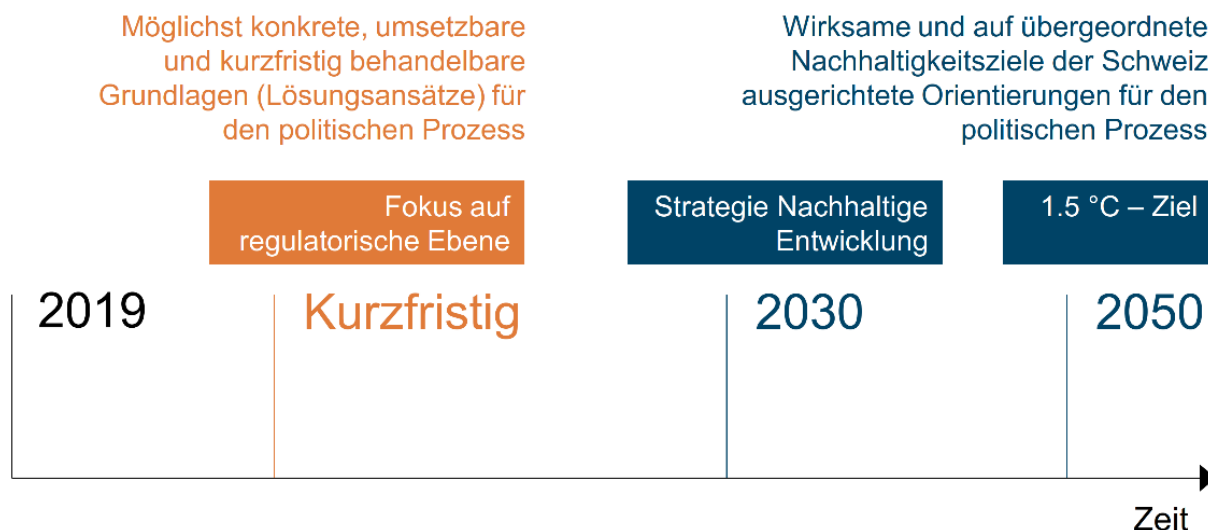 Möglichst konkrete, umsetzbare
und kurzfristig behandelbare
Grundlagen (Lösungsansätze) für
den politischen Prozess
Wirksame und auf übergeordnete
Nachhaltigkeitsziele der Schweiz
ausgerichtete Orientierungen für den
politischen Prozess
Fokus auf
regulatorische Ebene
Strategie Nachhaltige
Entwicklung
1.5 °C – Ziel
2019
Kurzfristig
2030
2050
Zeit